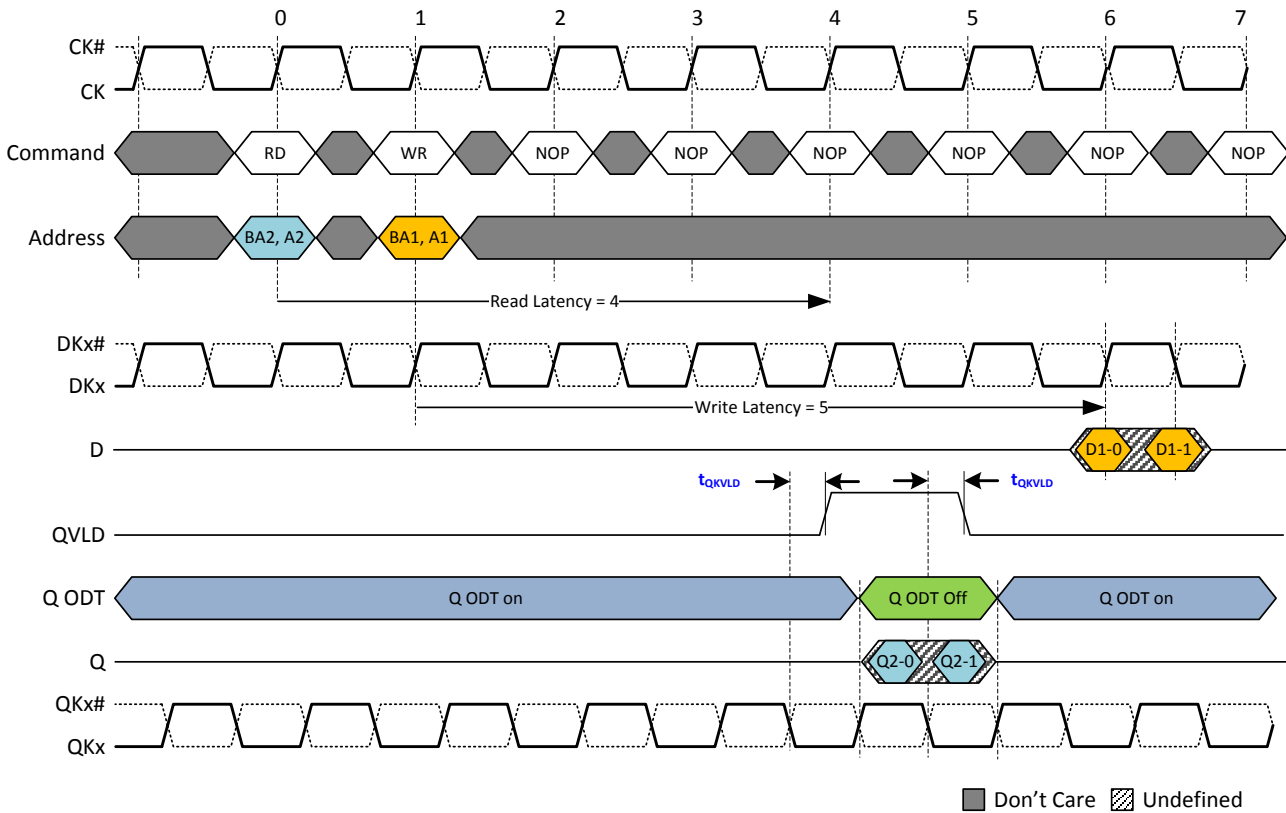 0 1 2 3 4 5 6 7
CK#
CK
Command RD WR NOP NOP NOP NOP NOP NOP
Address BA2, A2 BA1, A1
Read Latency = 4
DKx#
DKx
Write Latency = 5
D D1-0 D1-1
tQKVLD tQKVLD
QVLD
Q ODT Q ODT on Q ODT Off Q ODT on
Q Q2-0 Q2-1
QKx#
QKx
Don't Care Undefined